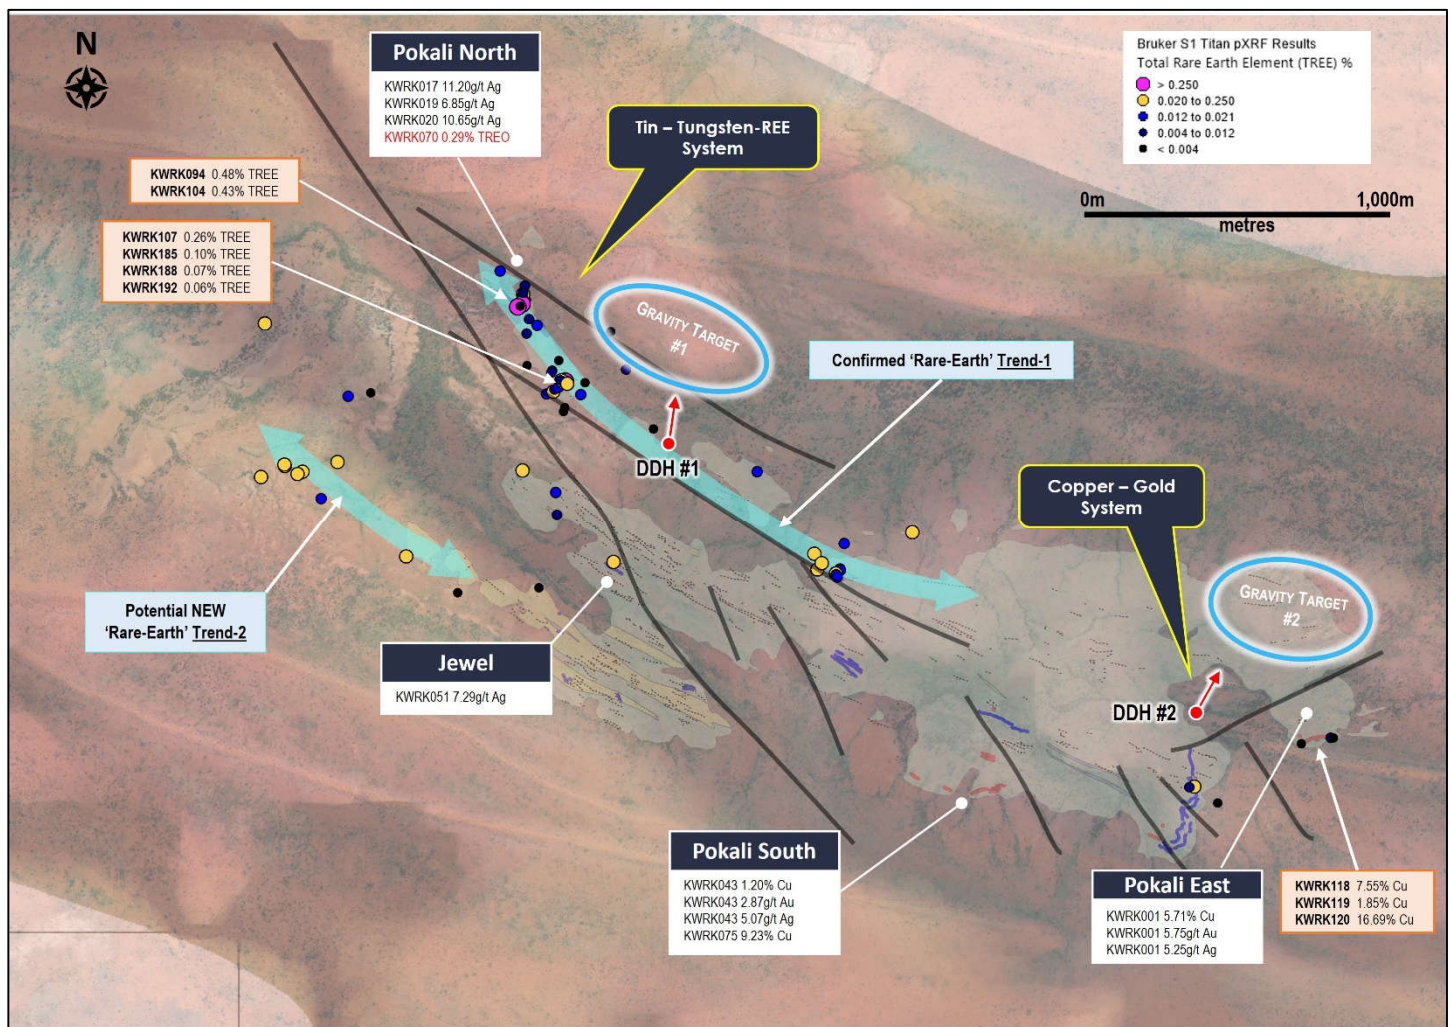 N
Pokali North
KWRK017 11.20g/t Ag
KWRK019 6.85g/t Ag
KWRK020 10.65g/t Ag
KWRK070 0.29% TREO
Tin – Tungsten-REE
System
Bruker S1 Titan pXRF Results
Total Rare Earth Element (TREE) %
> 0.250
0.020 to 0.250
0.012 to 0.021
0.004 to 0.012
< 0.004
0m 1,000m
metres
KWRK094 0.48% TREE
KWRK104 0.43% TREE
KWRK107 0.26% TREE
KWRK185 0.10% TREE
KWRK188 0.07% TREE
KWRK192 0.06% TREE
GRAVITY TARGET
#1
Confirmed ‘Rare-Earth’ Trend-1
DDH #1
Copper – Gold
System
GRAVITY TARGET
#2
Potential NEW
‘Rare-Earth’ Trend-2
Jewel
KWRK051 7.29g/t Ag
DDH #2
Pokali South
KWRK043 1.20% Cu
KWRK043 2.87g/t Au
KWRK043 5.07g/t Ag
KWRK075 9.23% Cu
Pokali East
KWRK001 5.71% Cu
KWRK001 5.75g/t Au
KWRK001 5.25g/t Ag
KWRK118 7.55% Cu
KWRK119 1.85% Cu
KWRK120 16.69% Cu